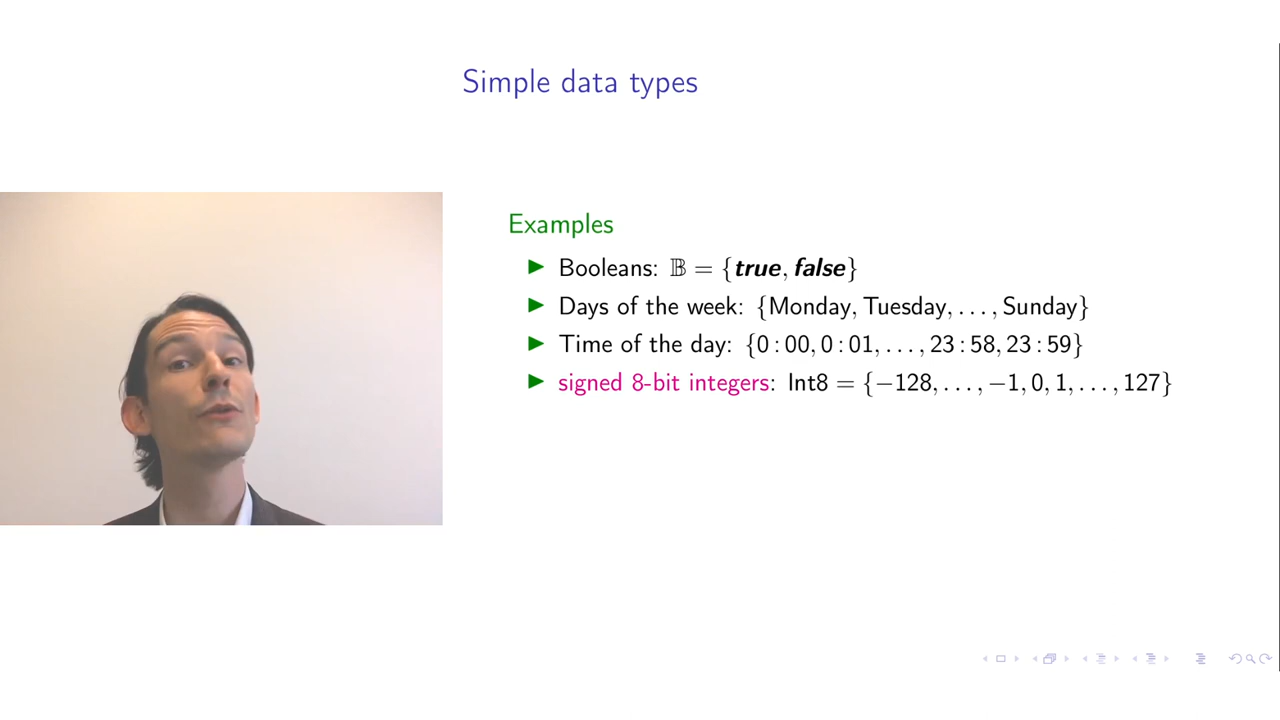 Simple data types
Examples
▶ Booleans: 𝔹 = {true, false}
▶ Days of the week: {Monday, Tuesday, . . . , Sunday}
▶ Time of the day: {0 : 00, 0 : 01, . . . , 23 : 58, 23 : 59}
▶ signed 8-bit integers: Int8 = {−128, . . . , −1, 0, 1, . . . , 127}